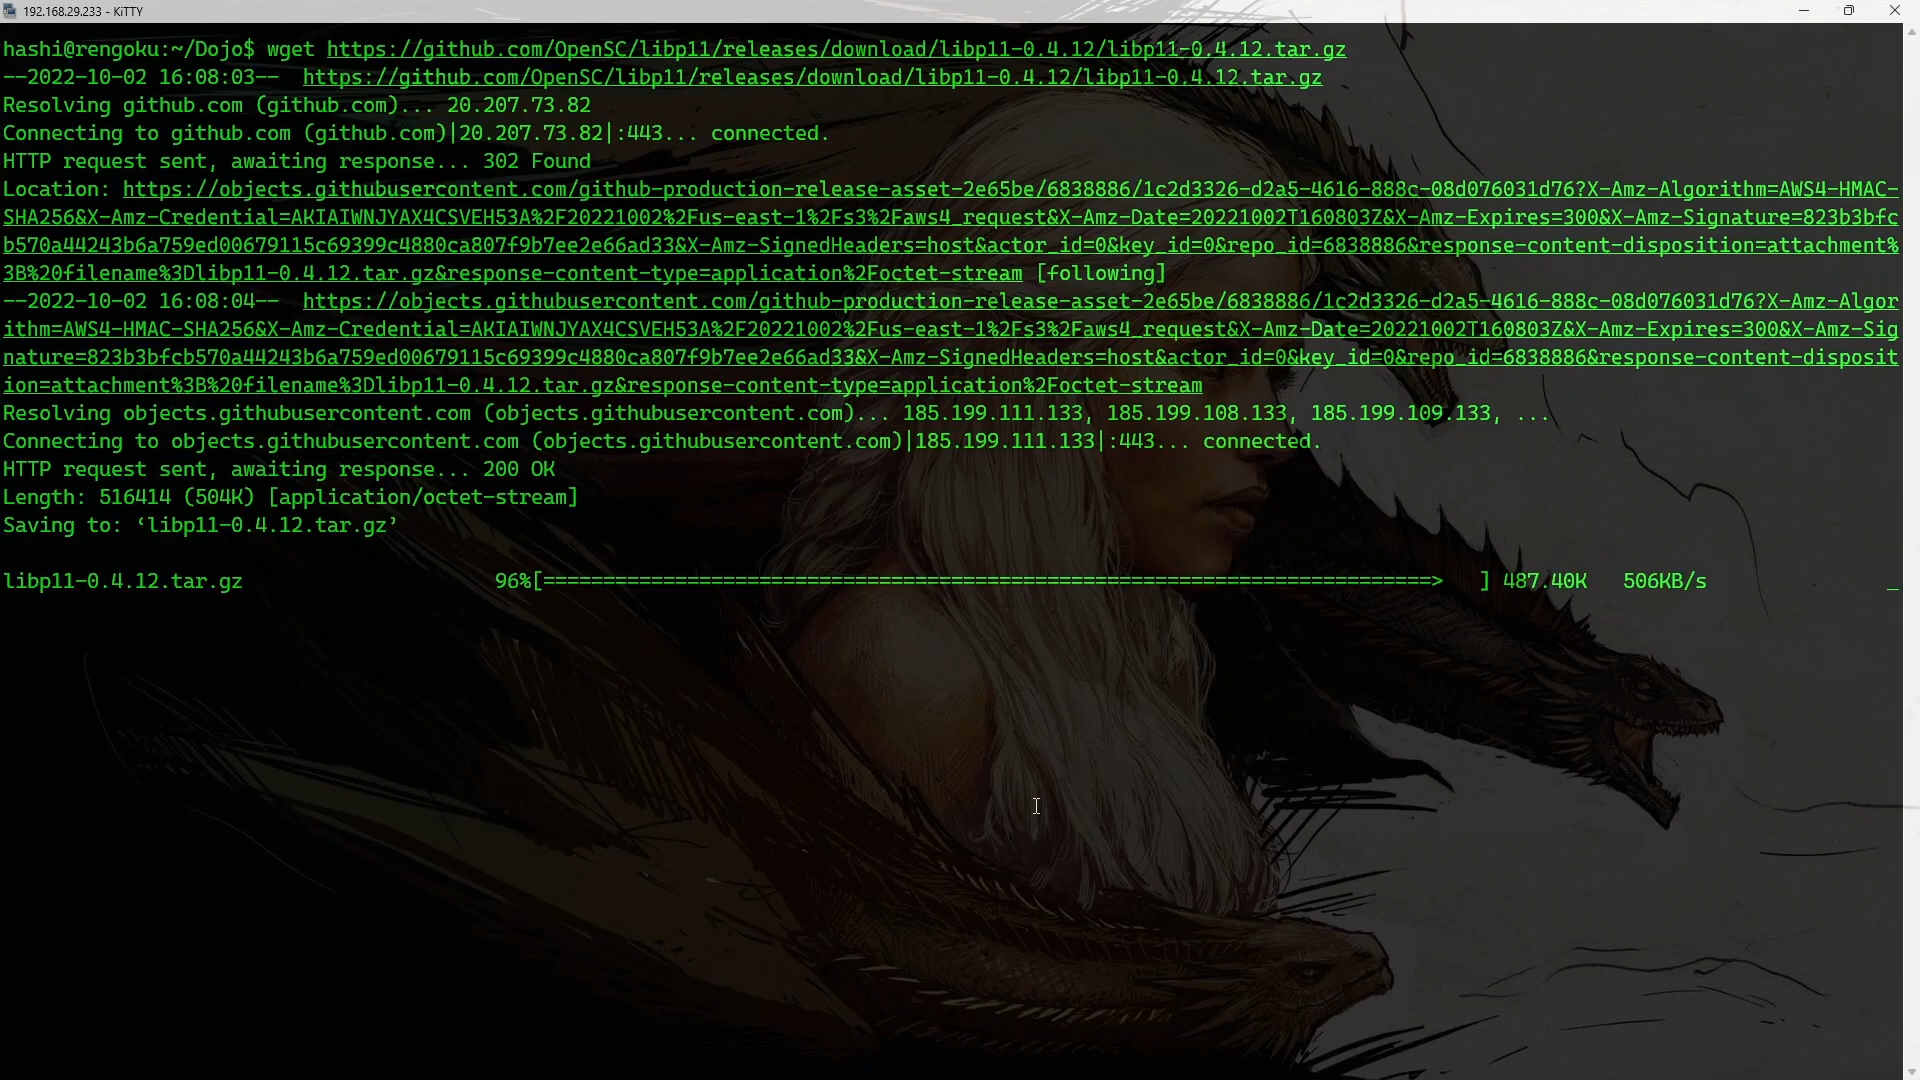 192.168.29.233 - KiTTY
hashi@rengoku:~/Dojo$ wget https://github.com/OpenSC/libp11/releases/download/libp11-0.4.12/libp11-0.4.12.tar.gz
--2022-10-02 16:08:03--  https://github.com/OpenSC/libp11/releases/download/libp11-0.4.12/libp11-0.4.12.tar.gz
Resolving github.com (github.com)... 20.207.73.82
Connecting to github.com (github.com)|20.207.73.82|:443... connected.
HTTP request sent, awaiting response... 302 Found
Location: https://objects.githubusercontent.com/github-production-release-asset-2e65be/6838886/1c2d3326-d2a5-4616-888c-08d076031d76?X-Amz-Algorithm=AWS4-HMAC-
SHA256&X-Amz-Credential=AKIAIWNJYAX4CSVEH53A%2F20221002%2Fus-east-1%2Fs3%2Faws4_request&X-Amz-Date=20221002T160803Z&X-Amz-Expires=300&X-Amz-Signature=823b3bfc
b570a44243b6a759ed00679115c69399c4880ca807f9b7ee2e66ad33&X-Amz-SignedHeaders=host&actor_id=0&key_id=0&repo_id=6838886&response-content-disposition=attachment%
3B%20filename%3Dlibp11-0.4.12.tar.gz&response-content-type=application%2Foctet-stream [following]
--2022-10-02 16:08:04--  https://objects.githubusercontent.com/github-production-release-asset-2e65be/6838886/1c2d3326-d2a5-4616-888c-08d076031d76?X-Amz-Algor
ithm=AWS4-HMAC-SHA256&X-Amz-Credential=AKIAIWNJYAX4CSVEH53A%2F20221002%2Fus-east-1%2Fs3%2Faws4_request&X-Amz-Date=20221002T160803Z&X-Amz-Expires=300&X-Amz-Sig
nature=823b3bfcb570a44243b6a759ed00679115c69399c4880ca807f9b7ee2e66ad33&X-Amz-SignedHeaders=host&actor_id=0&key_id=0&repo_id=6838886&response-content-disposit
ion=attachment%3B%20filename%3Dlibp11-0.4.12.tar.gz&response-content-type=application%2Foctet-stream
Resolving objects.githubusercontent.com (objects.githubusercontent.com)... 185.199.111.133, 185.199.108.133, 185.199.109.133, ...
Connecting to objects.githubusercontent.com (objects.githubusercontent.com)|185.199.111.133|:443... connected.
HTTP request sent, awaiting response... 200 OK
Length: 516414 (504K) [application/octet-stream]
Saving to: ‘libp11-0.4.12.tar.gz’
libp11-0.4.12.tar.gz                     96%[==========================================================================>   ] 487.40K   506KB/s               _